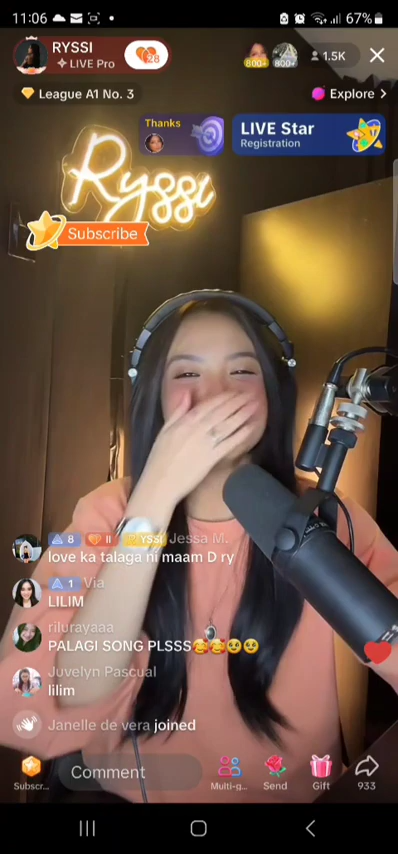 11:06
67%
RYSSI
LIVE Pro
28
800+
800+
1.5K
League A1 No. 3
Explore >
Thanks
LIVE Star
Registration
Ryssi
Subscribe
8 II RYSSI Jessa M.
love ka talaga ni maam D ry
1 Via
LILIM
rilurayaaa
PALAGI SONG PLSSS🥰🥰🥹🥹
Juvelyn Pascual
lilim
Janelle de vera joined
Comment
Subscr...
Multi-g...
Send
Gift
933